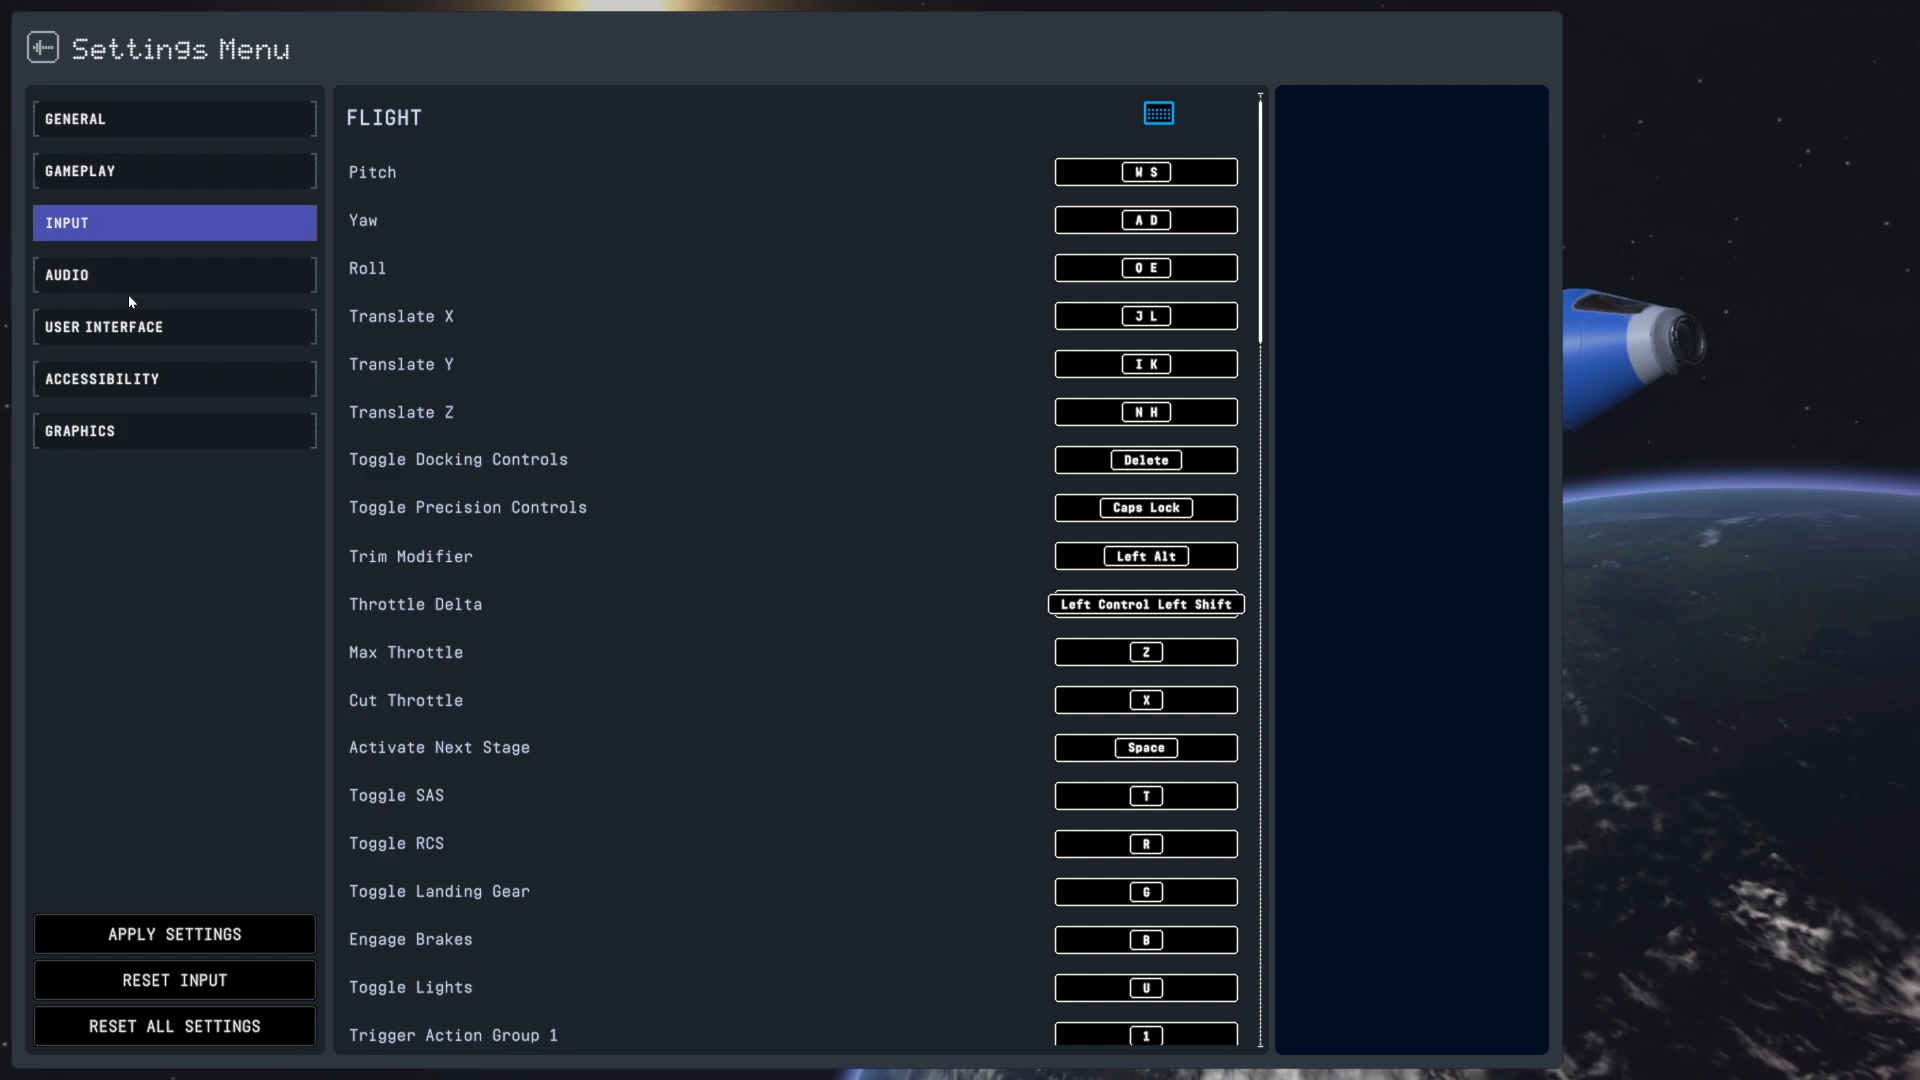 Settings Menu
GENERAL
GAMEPLAY
INPUT
AUDIO
USER INTERFACE
ACCESSIBILITY
GRAPHICS
APPLY SETTINGS
RESET INPUT
RESET ALL SETTINGS
FLIGHT
Pitch W S
Yaw A D
Roll Q E
Translate X J L
Translate Y I K
Translate Z N H
Toggle Docking Controls Delete
Toggle Precision Controls Caps Lock
Trim Modifier Left Alt
Throttle Delta Left Control Left Shift
Max Throttle Z
Cut Throttle X
Activate Next Stage Space
Toggle SAS T
Toggle RCS R
Toggle Landing Gear G
Engage Brakes B
Toggle Lights U
Trigger Action Group 1 1